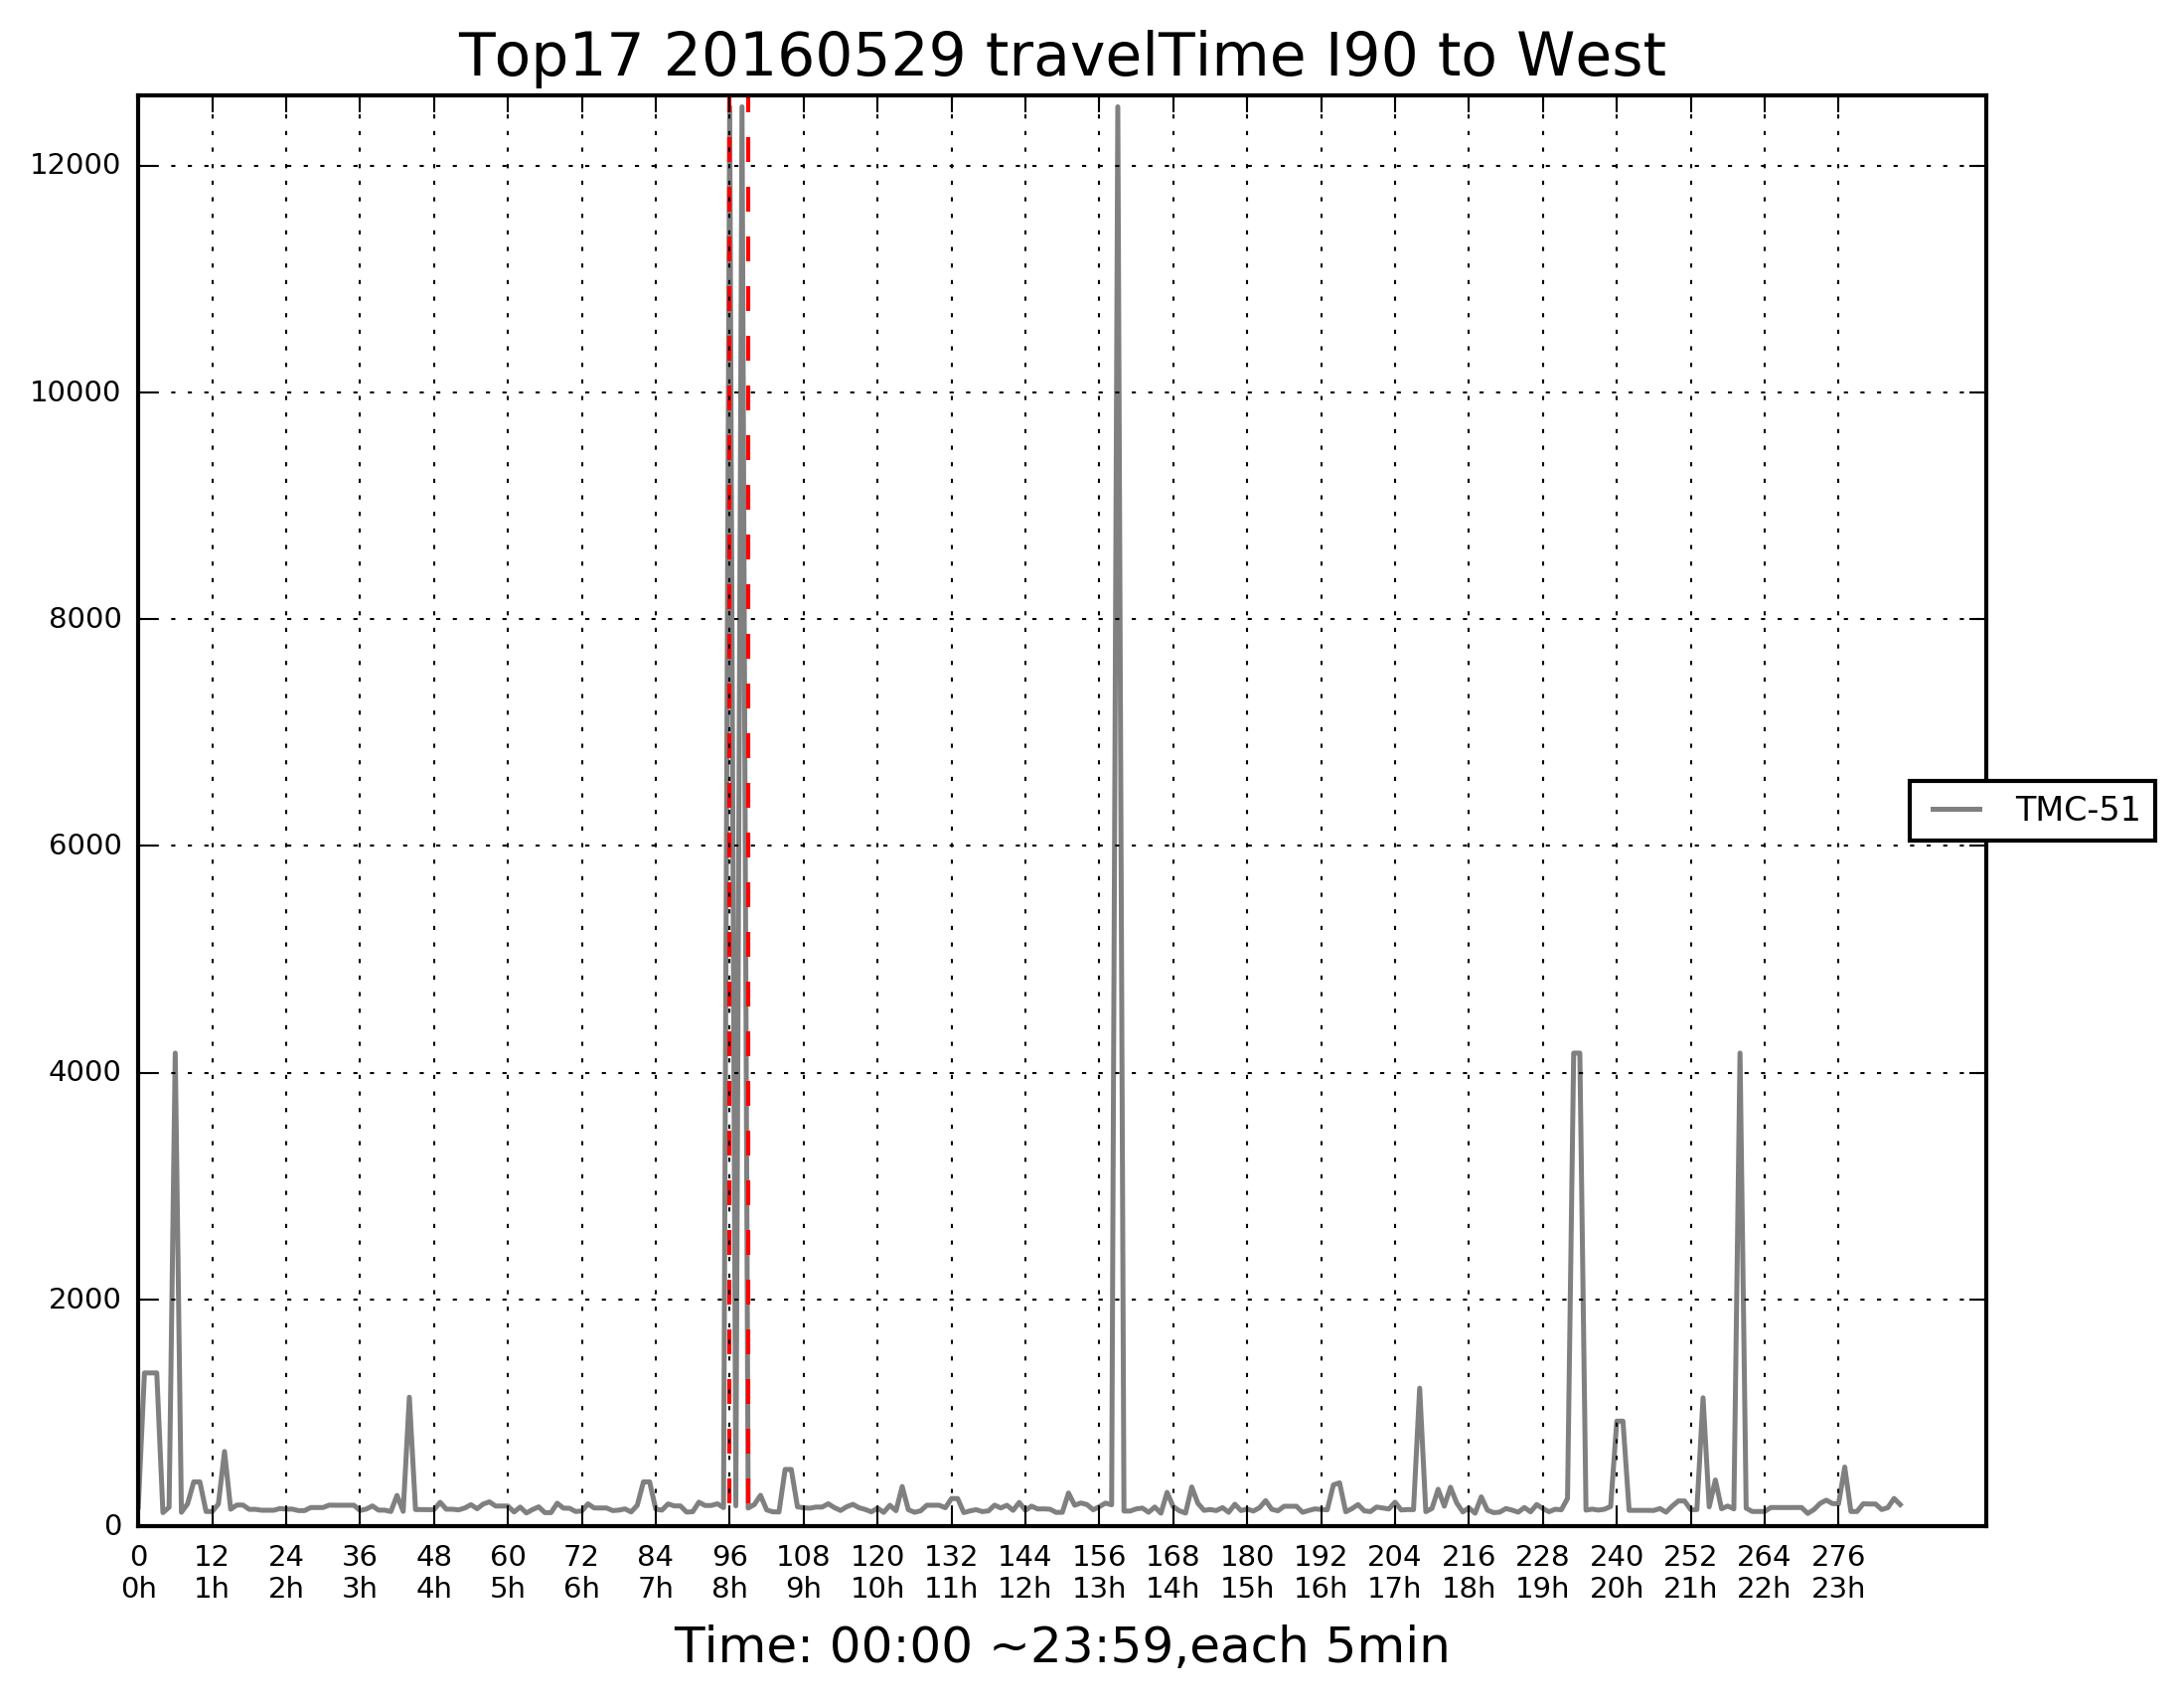 Top17 20160529 travelTime I90 to West
12000
10000
8000
6000
4000
2000
0
TMC-51
0 12 24 36 48 60 72 84 96 108 120 132 144 156 168 180 192 204 216 228 240 252 264 276
0h 1h 2h 3h 4h 5h 6h 7h 8h 9h 10h 11h 12h 13h 14h 15h 16h 17h 18h 19h 20h 21h 22h 23h
Time: 00:00 ~23:59,each 5min